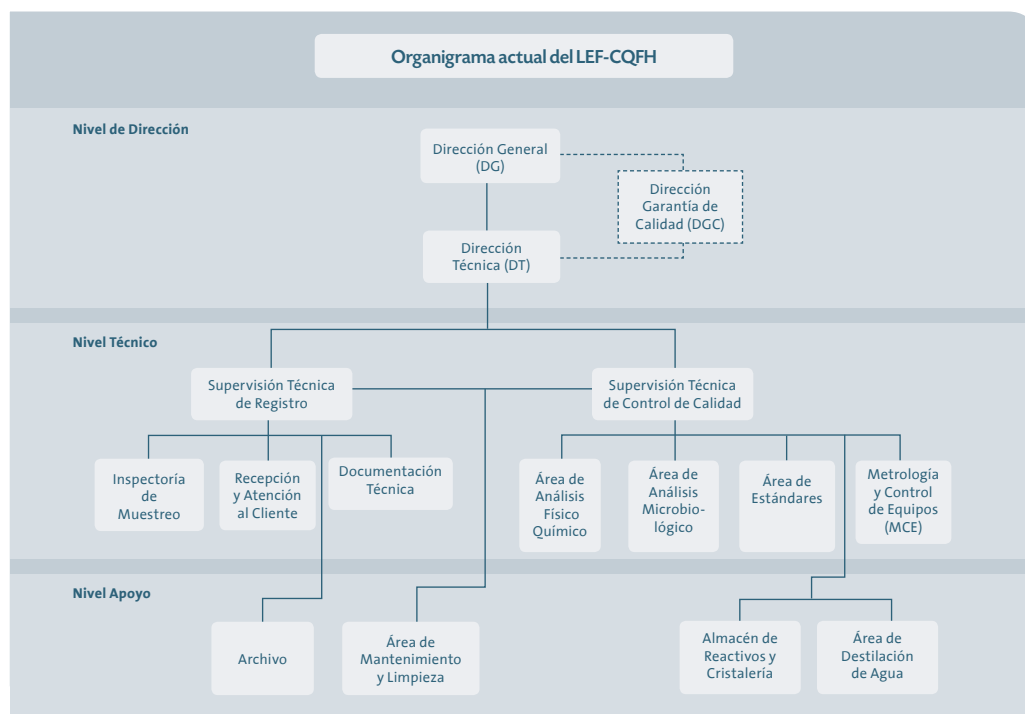 Organigrama actual del LEF-CQFH
Nivel de Dirección
Dirección General
(DG)
Dirección
Garantía de
Calidad (DGC)
Dirección
Técnica (DT)
Nivel Técnico
Supervisión Técnica
de Registro
Supervisión Técnica
de Control de Calidad
Inspectoría
de
Muestreo
Recepción
y Atención
al Cliente
Documentación
Técnica
Área de
Análisis
Físico
Químico
Área de
Análisis
Microbio-
lógico
Área de
Estándares
Metrología
y Control
de Equipos
(MCE)
Nivel Apoyo
Archivo
Área de
Mantenimiento
y Limpieza
Almacén de
Reactivos y
Cristalería
Área de
Destilación
de Agua